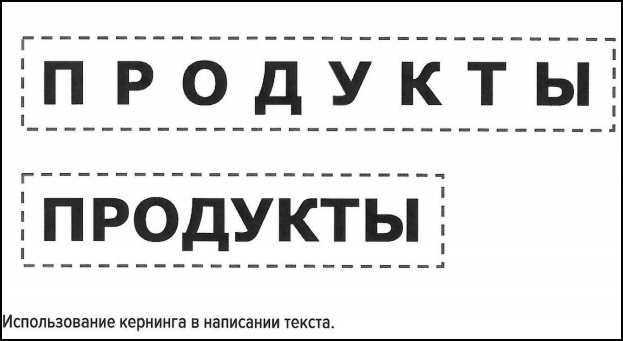 П Р О Д У К Т Ы
ПРОДУКТЫ
Использование кернинга в написании текста.